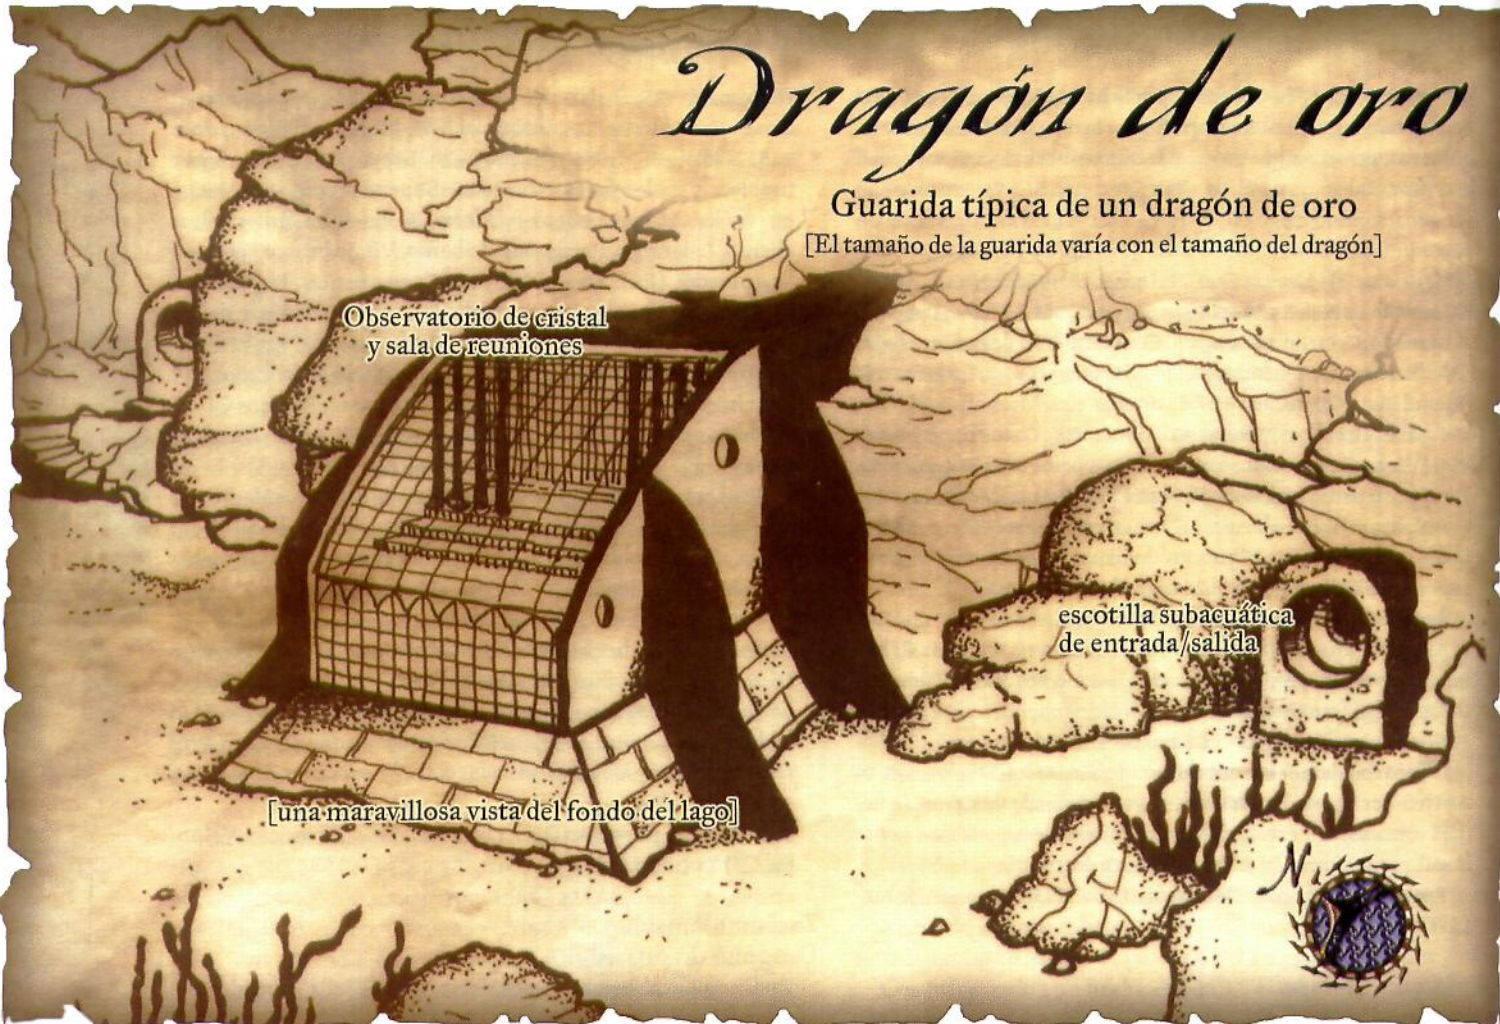 Dragón de oro
Guarida típica de un dragón de oro
[El tamaño de la guarida varía con el tamaño del dragón]
Observatorio de cristal
y sala de reuniones
escotilla subacuática
de entrada/salida
[una maravillosa vista del fondo del lago]
N